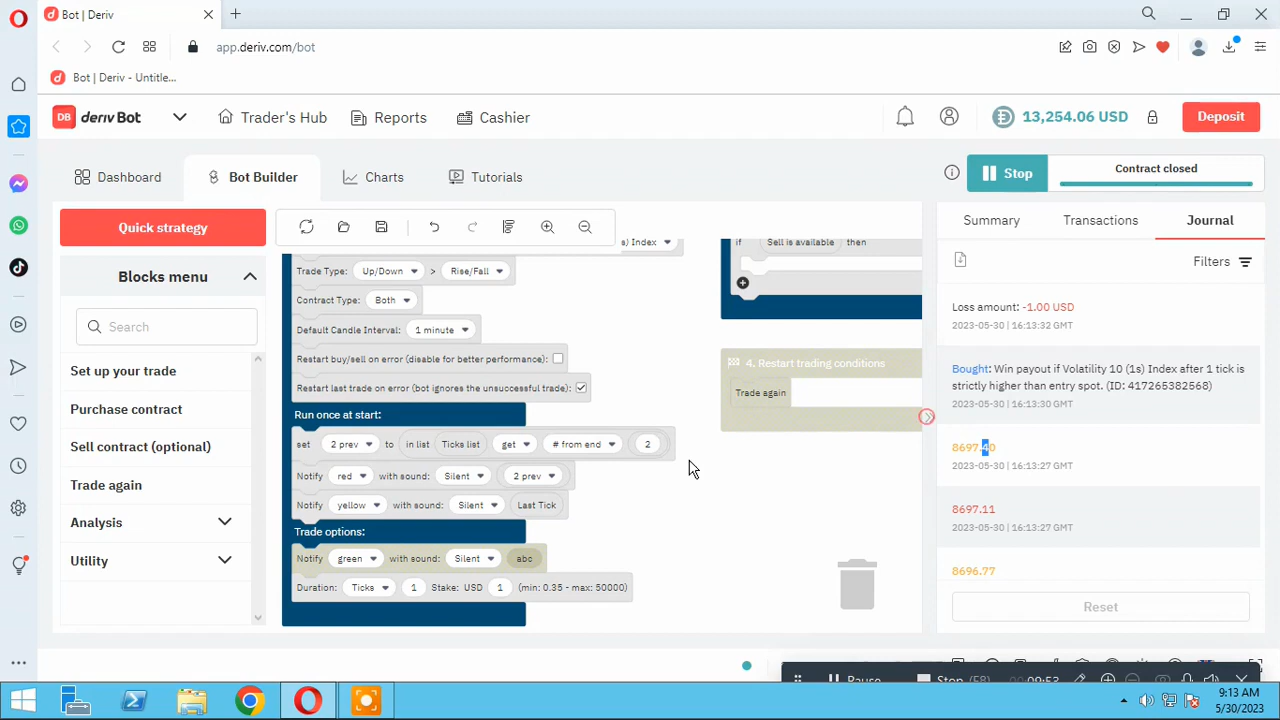 Bot | Deriv
app.deriv.com/bot
Bot | Deriv - Untitle...
DB deriv Bot
Trader's Hub
Reports
Cashier
13,254.06 USD
Deposit
Dashboard
Bot Builder
Charts
Tutorials
Stop
Contract closed
Quick strategy
Summary
Transactions
Journal
Blocks menu
Search
Set up your trade
Purchase contract
Sell contract (optional)
Trade again
Analysis
Utility
s) Index
Trade Type: Up/Down > Rise/Fall
Contract Type: Both
Default Candle Interval: 1 minute
Restart buy/sell on error (disable for better performance):
Restart last trade on error (bot ignores the unsuccessful trade):
Run once at start:
set 2 prev to in list Ticks list get # from end 2
Notify red with sound: Silent 2 prev
Notify yellow with sound: Silent Last Tick
Trade options:
Notify green with sound: Silent abc
Duration: Ticks 1 Stake: USD 1 (min: 0.35 - max: 50000)
if Sell is available then
4. Restart trading conditions
Trade again
Filters
Loss amount: -1.00 USD
2023-05-30 | 16:13:32 GMT
Bought: Win payout if Volatility 10 (1s) Index after 1 tick is
strictly higher than entry spot. (ID: 417265382568)
2023-05-30 | 16:13:30 GMT
8697.40
2023-05-30 | 16:13:27 GMT
8697.11
2023-05-30 | 16:13:27 GMT
8696.77
Reset
Pause
Stop (F8)
00:09:53
9:13 AM
5/30/2023